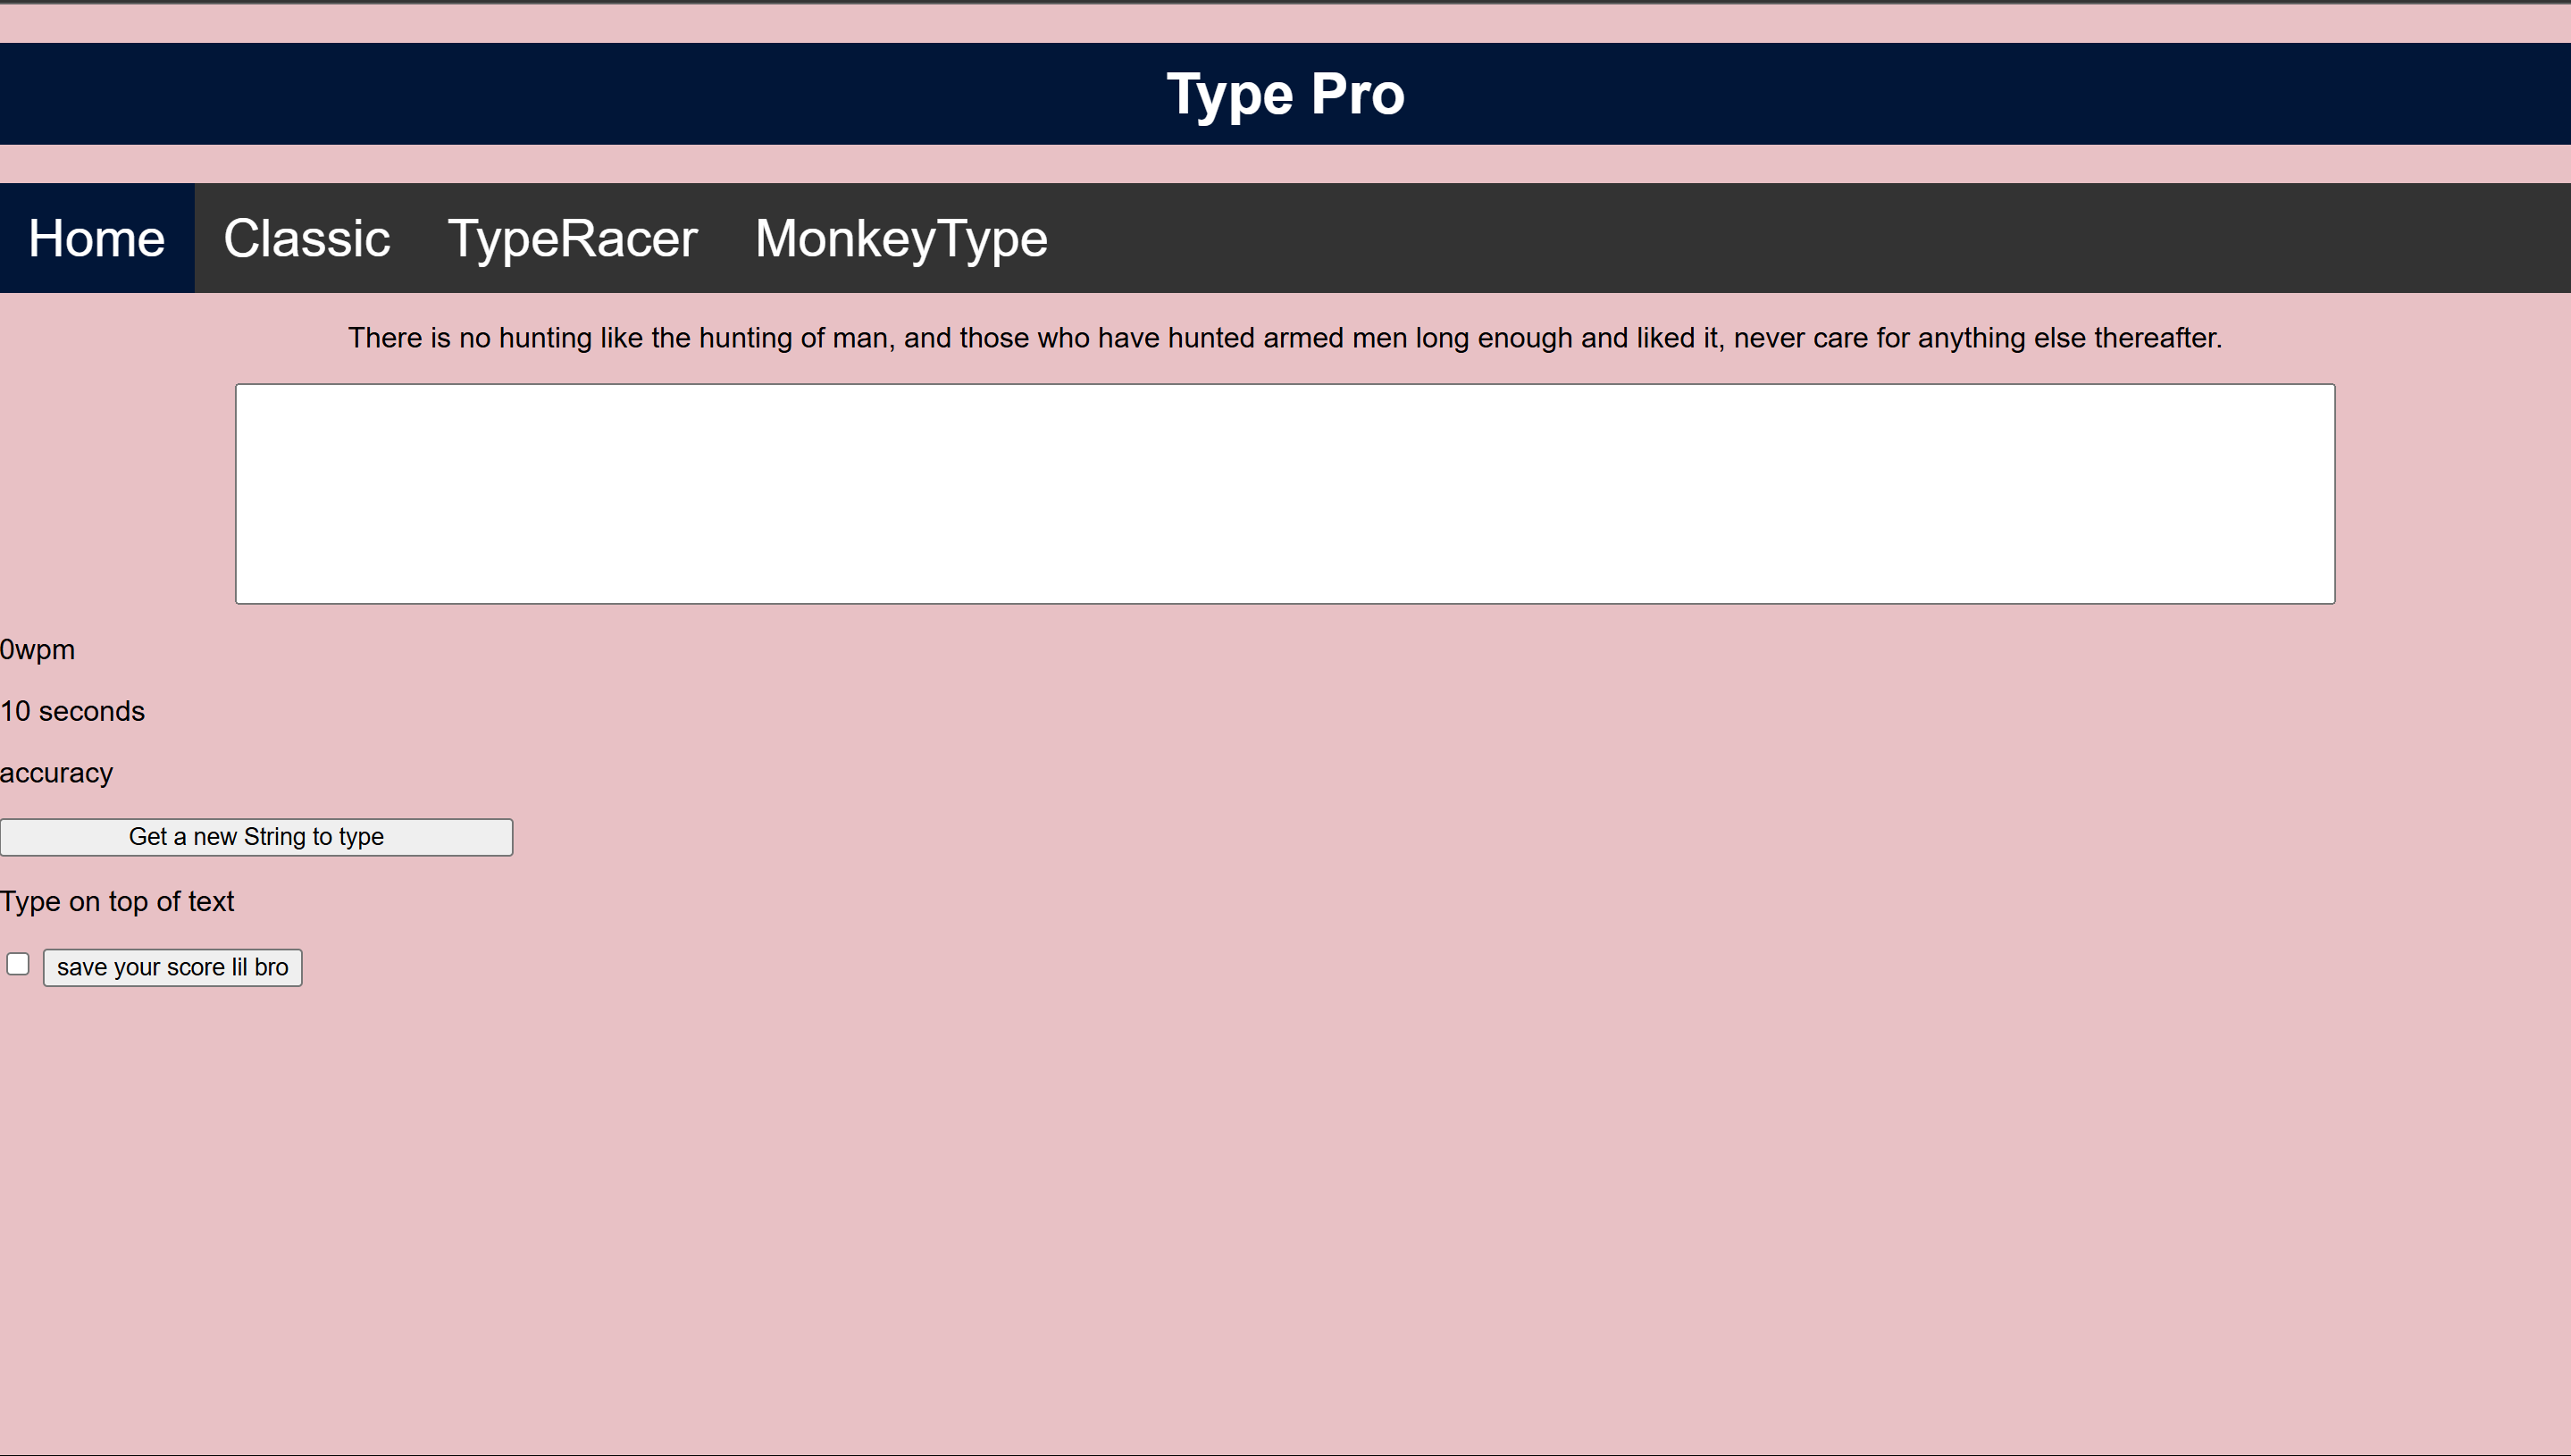 Type Pro
Home Classic TypeRacer MonkeyType
There is no hunting like the hunting of man, and those who have hunted armed men long enough and liked it, never care for anything else thereafter.
0wpm
10 seconds
accuracy
Get a new String to type
Type on top of text
save your score lil bro